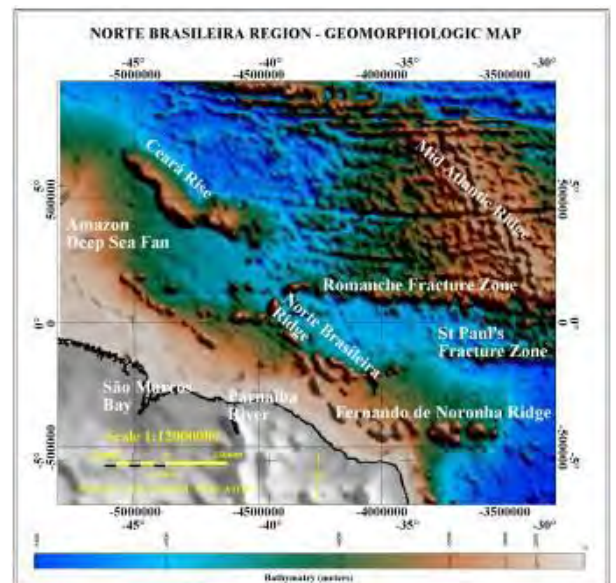 NORTE BRASILEIRA REGION - GEOMORPHOLOGIC MAP
-45° -40° -35° -30°
-5000000 -4500000 -4000000 -3500000
Ceará Rise
Mid Atlantic Ridge
5° 5°
500000 500000
Amazon
Deep Sea Fan
Romanche Fracture Zone
Norte Brasileira
Ridge
0° 0°
St Paul's
Fracture Zone
São Marcos
Bay
Parnaíba
River
Fernando de Noronha Ridge
Scale 1:12000000
-500000 -500000
-5° -5°
-45° -40° -35° -30°
-5000000 -4500000 -4000000 -3500000
Bathymetry (meters)